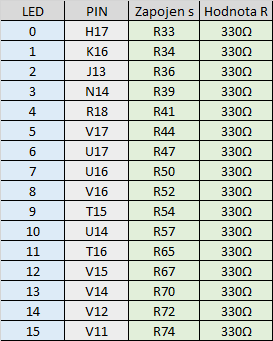 LED PIN Zapojen s Hodnota R
0 H17 R33 330Ω
1 K16 R34 330Ω
2 J13 R36 330Ω
3 N14 R39 330Ω
4 R18 R41 330Ω
5 V17 R44 330Ω
6 U17 R47 330Ω
7 U16 R50 330Ω
8 V16 R52 330Ω
9 T15 R54 330Ω
10 U14 R57 330Ω
11 T16 R65 330Ω
12 V15 R67 330Ω
13 V14 R70 330Ω
14 V12 R72 330Ω
15 V11 R74 330Ω